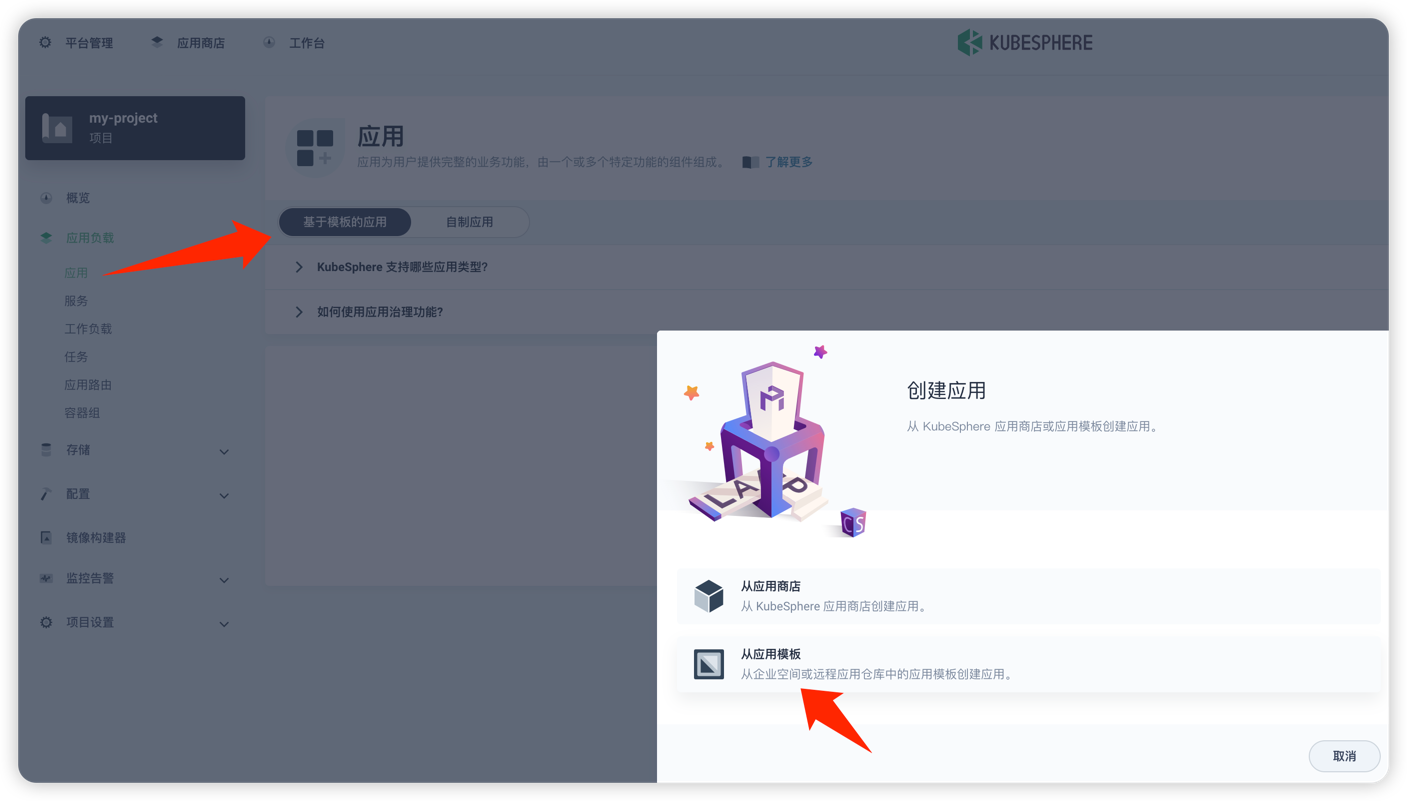 平台管理 应用商店 工作台 KUBESPHERE
my-project
项目
概览
应用负载
应用
服务
工作负载
任务
应用路由
容器组
存储
配置
镜像构建器
监控告警
项目设置
应用
应用为用户提供完整的业务功能，由一个或多个特定功能的组件组成。 了解更多
基于模板的应用 自制应用
KubeSphere 支持哪些应用类型?
如何使用应用治理功能?
创建应用
从 KubeSphere 应用商店或应用模板创建应用。
从应用商店
从 KubeSphere 应用商店创建应用。
从应用模板
从企业空间或远程应用仓库中的应用模板创建应用。
取消